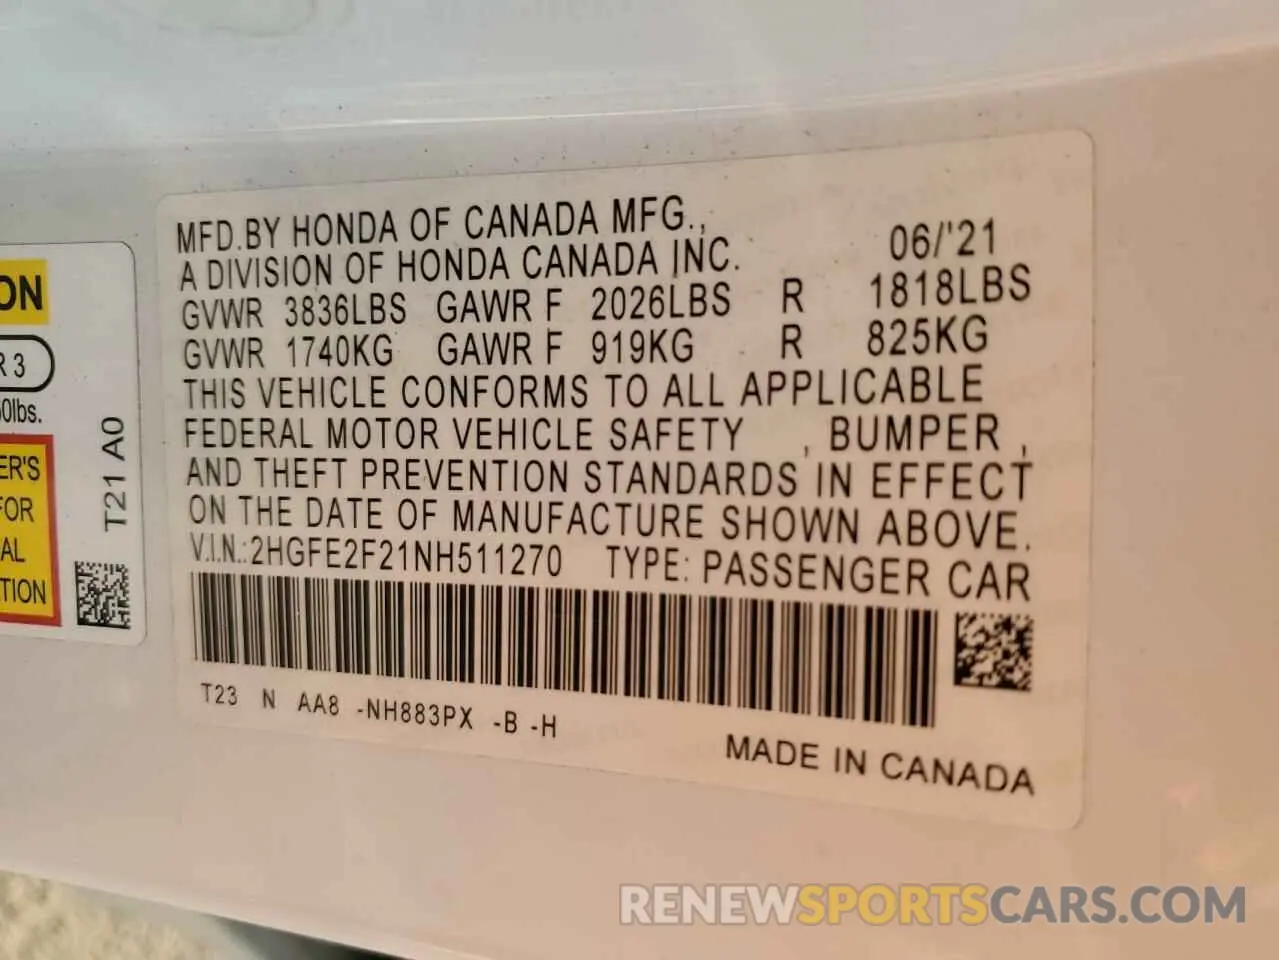 MFD.BY HONDA OF CANADA MFG.,
A DIVISION OF HONDA CANADA INC. 06/'21
GVWR 3836LBS GAWR F 2026LBS R 1818LBS
GVWR 1740KG GAWR F 919KG R 825KG
THIS VEHICLE CONFORMS TO ALL APPLICABLE
FEDERAL MOTOR VEHICLE SAFETY , BUMPER ,
AND THEFT PREVENTION STANDARDS IN EFFECT
ON THE DATE OF MANUFACTURE SHOWN ABOVE.
V.I.N.:2HGFE2F21NH511270 TYPE: PASSENGER CAR
T23 N AA8 -NH883PX -B -H
MADE IN CANADA
ON
R 3
0lbs.
ER'S
FOR
AL
TION
T21 A0
RENEWSPORTSCARS.COM